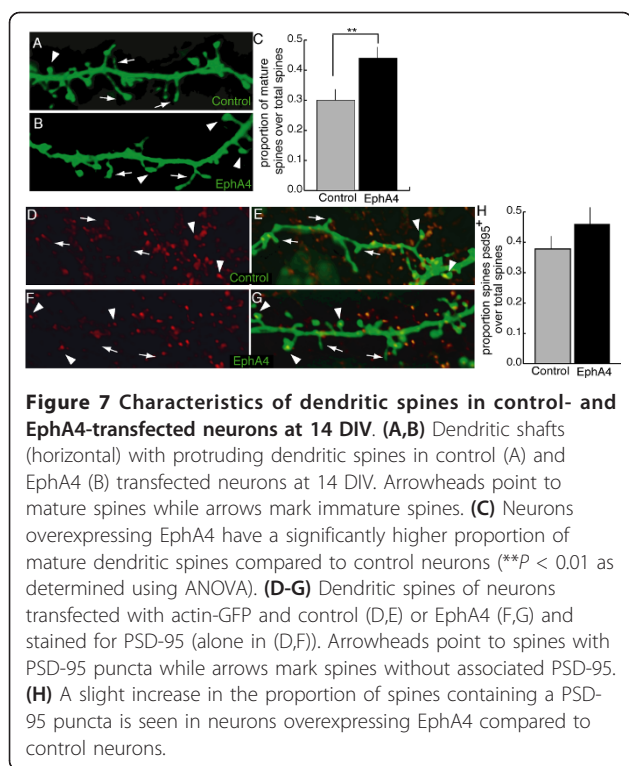 A
Control
B
EphA4
C
**
proportion of mature
spines over total spines
0.5
0.4
0.3
0.2
0.1
0.0
Control
EphA4
D
E
Control
F
G
EphA4
H
proportion spines psd95+
over total spines
0.5
0.4
0.3
0.2
0.1
0.0
Control
EphA4
Figure 7 Characteristics of dendritic spines in control- and
EphA4-transfected neurons at 14 DIV. (A,B) Dendritic shafts
(horizontal) with protruding dendritic spines in control (A) and
EphA4 (B) transfected neurons at 14 DIV. Arrowheads point to
mature spines while arrows mark immature spines. (C) Neurons
overexpressing EphA4 have a significantly higher proportion of
mature dendritic spines compared to control neurons (**P < 0.01 as
determined using ANOVA). (D-G) Dendritic spines of neurons
transfected with actin-GFP and control (D,E) or EphA4 (F,G) and
stained for PSD-95 (alone in (D,F)). Arrowheads point to spines with
PSD-95 puncta while arrows mark spines without associated PSD-95.
(H) A slight increase in the proportion of spines containing a PSD-
95 puncta is seen in neurons overexpressing EphA4 compared to
control neurons.